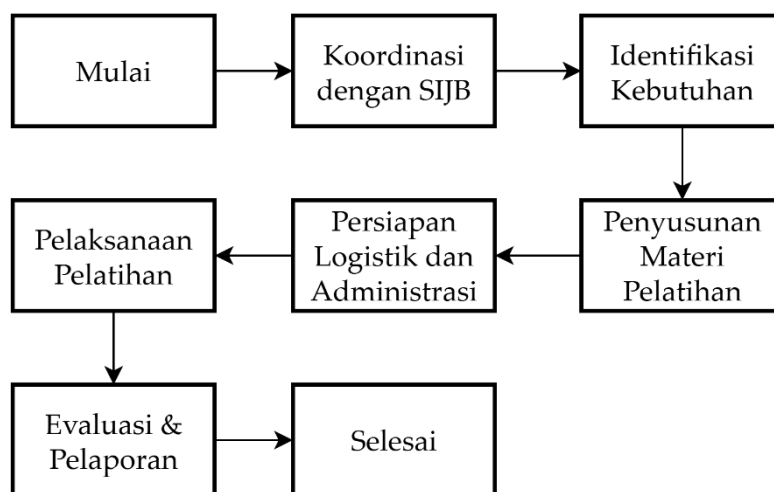 Mulai
Koordinasi
dengan SIJB
Identifikasi
Kebutuhan
Penyusunan
Materi
Pelatihan
Persiapan
Logistik dan
Administrasi
Pelaksanaan
Pelatihan
Evaluasi &
Pelaporan
Selesai